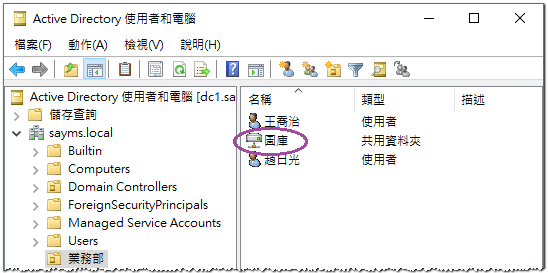 Active Directory 使用者和電腦
檔案(F) 動作(A) 檢視(V) 說明(H)
Active Directory 使用者和電腦 [dc1.sa
儲存查詢
sayms.local
Builtin
Computers
Domain Controllers
ForeignSecurityPrincipals
Managed Service Accounts
Users
業務部
名稱 類型 描述
王喬治 使用者
圖庫 共用資料夾
趙日光 使用者